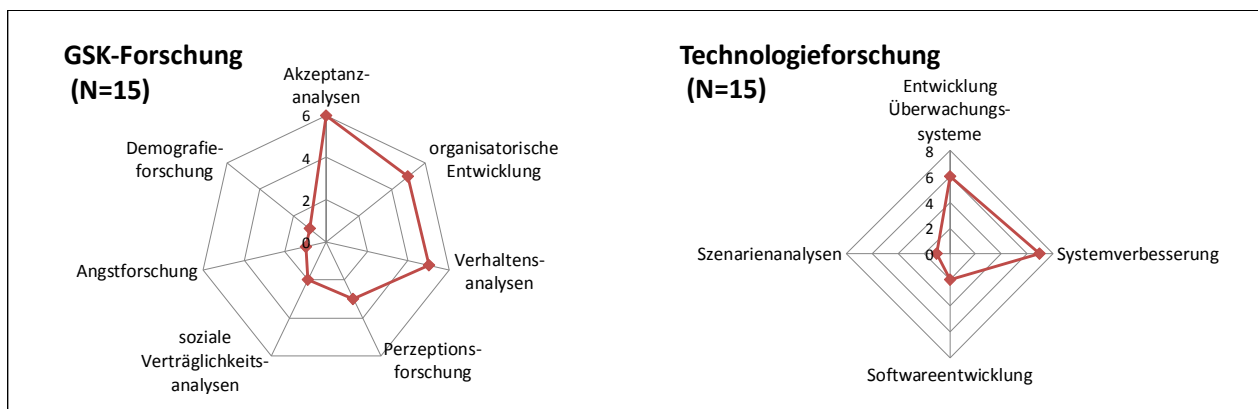 GSK-Forschung
(N=15)
Akzeptanz-
analysen
organisatorische
Entwicklung
Verhaltens-
analysen
Perzeptions-
forschung
soziale
Verträglichkeits-
analysen
Angstforschung
Demografie-
forschung
6
4
2
0
Technologieforschung
(N=15)
Entwicklung
Überwachungs-
systeme
Systemverbesserung
Softwareentwicklung
Szenarienanalysen
8
6
4
2
0